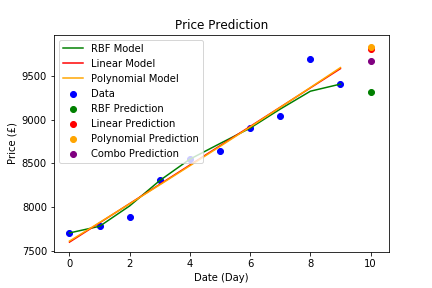 Price Prediction
RBF Model
Linear Model
Polynomial Model
Data
RBF Prediction
Linear Prediction
Polynomial Prediction
Combo Prediction
Price (£)
9500
9000
8500
8000
7500
0 2 4 6 8 10
Date (Day)